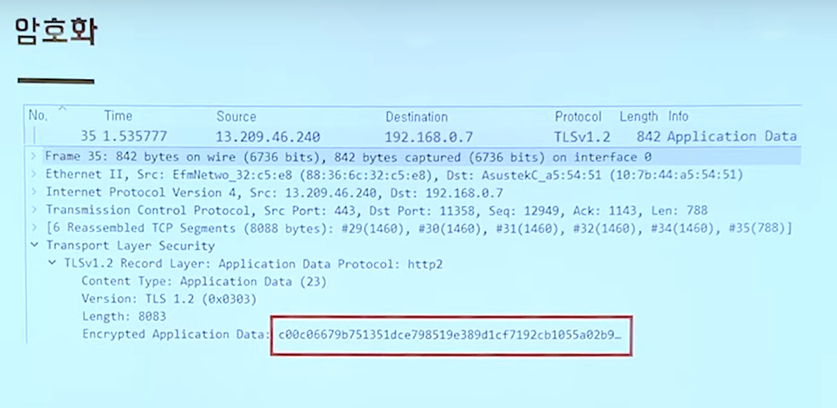 암호화
No. Time Source Destination Protocol Length Info
35 1.535777 13.209.46.240 192.168.0.7 TLSv1.2 842 Application Data
Frame 35: 842 bytes on wire (6736 bits), 842 bytes captured (6736 bits) on interface 0
Ethernet II, Src: EfmNetwo_32:c5:e8 (88:36:6c:32:c5:e8), Dst: AsustekC_a5:54:51 (10:7b:44:a5:54:51)
Internet Protocol Version 4, Src: 13.209.46.240, Dst: 192.168.0.7
Transmission Control Protocol, Src Port: 443, Dst Port: 11358, Seq: 12949, Ack: 1143, Len: 788
[6 Reassembled TCP Segments (8088 bytes): #29(1460), #30(1460), #31(1460), #32(1460), #34(1460), #35(788)]
Transport Layer Security
TLSv1.2 Record Layer: Application Data Protocol: http2
Content Type: Application Data (23)
Version: TLS 1.2 (0x0303)
Length: 8083
Encrypted Application Data: c00c06679b751351dce798519e389d1cf7192cb1055a02b9…